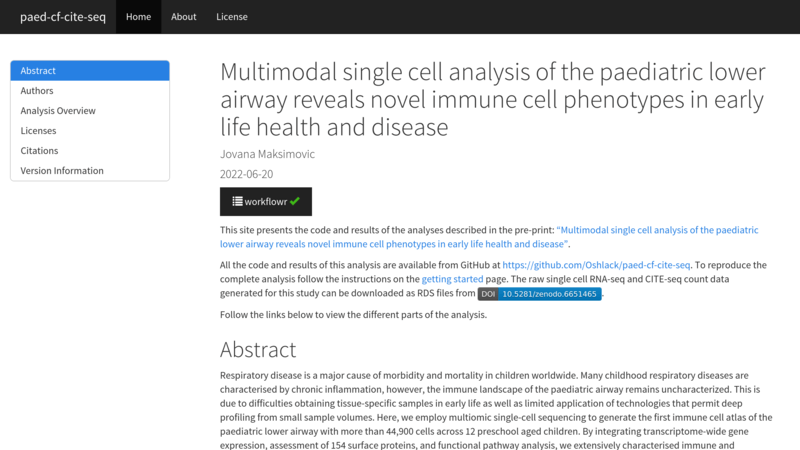 paed-cf-cite-seq Home About License
Abstract
Authors
Analysis Overview
Licenses
Citations
Version Information
Multimodal single cell analysis of the paediatric lower
airway reveals novel immune cell phenotypes in early
life health and disease
Jovana Maksimovic
2022-06-20
workflowr
This site presents the code and results of the analyses described in the pre-print: “Multimodal single cell analysis of the paediatric
lower airway reveals novel immune cell phenotypes in early life health and disease”.
All the code and results of this analysis are available from GitHub at https://github.com/Oshlack/paed-cf-cite-seq. To reproduce the
complete analysis follow the instructions on the getting started page. The raw single cell RNA-seq and CITE-seq count data
generated for this study can be downloaded as RDS files from DOI 10.5281/zenodo.6651465.
Follow the links below to view the different parts of the analysis.
Abstract
Respiratory disease is a major cause of morbidity and mortality in children worldwide. Many childhood respiratory diseases are
characterised by chronic inflammation, however, the immune landscape of the paediatric airway remains uncharacterized. This is
due to difficulties obtaining tissue-specific samples in early life as well as limited application of technologies that permit deep
profiling from small sample volumes. Here, we employ multiomic single-cell sequencing to generate the first immune cell atlas of the
paediatric lower airway with more than 44,900 cells across 12 preschool aged children. By integrating transcriptome-wide gene
expression, assessment of 154 surface proteins, and functional pathway analysis, we extensively characterised immune and